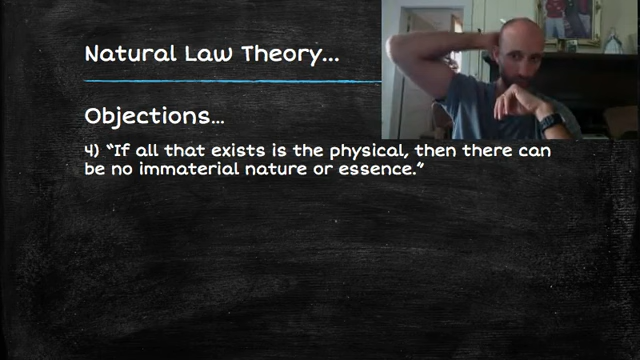 Natural Law Theory...
Objections...
4) “If all that exists is the physical, then there can
be no immaterial nature or essence.”